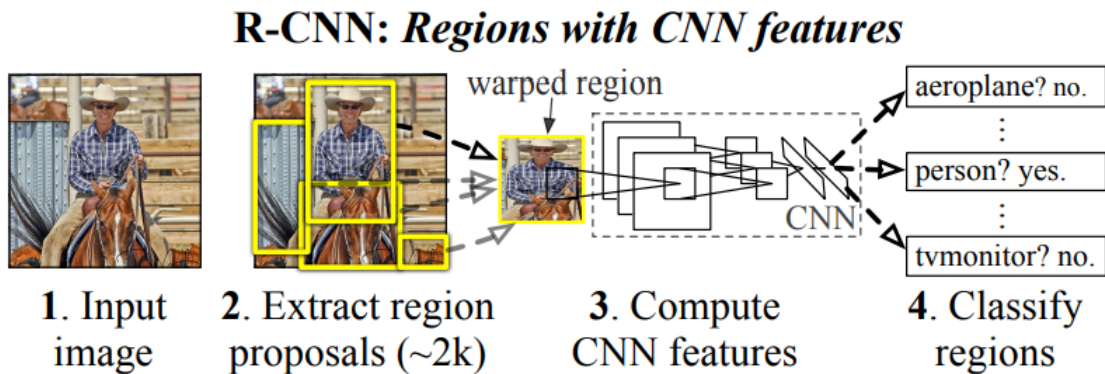 R-CNN: Regions with CNN features
warped region
aeroplane? no.
⋮
person? yes.
⋮
tvmonitor? no.
CNN
1. Input
image
2. Extract region
proposals (~2k)
3. Compute
CNN features
4. Classify
regions